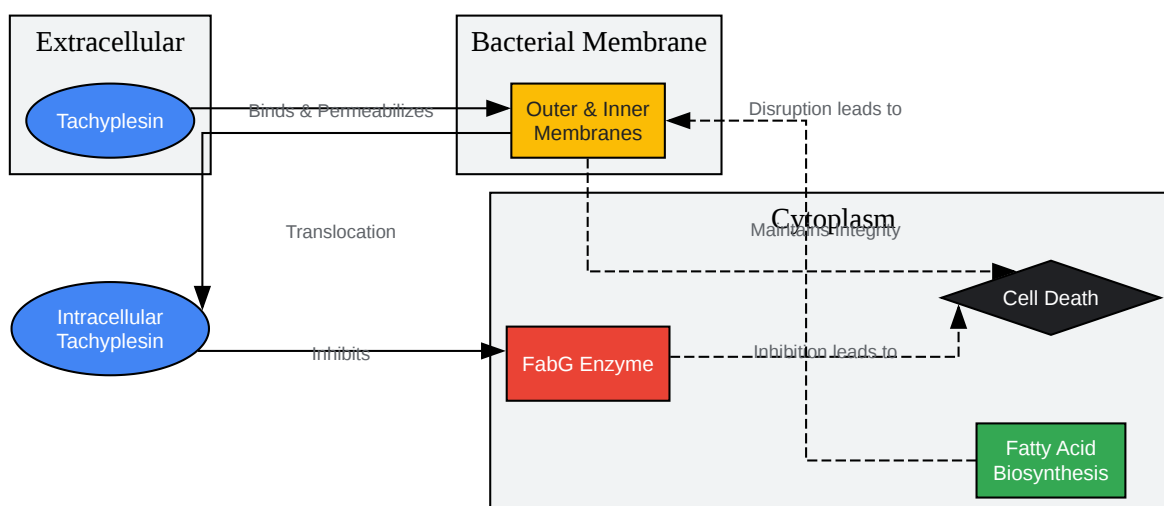 Extracellular
Bacterial Membrane
Tachyplesin
Binds & Permeabilizes
Outer & Inner
Membranes
Disruption leads to
Translocation
Cytoplasm
Maintains Integrity
Cell Death
Intracellular
Tachyplesin
Inhibits
FabG Enzyme
Inhibition leads to
Fatty Acid
Biosynthesis